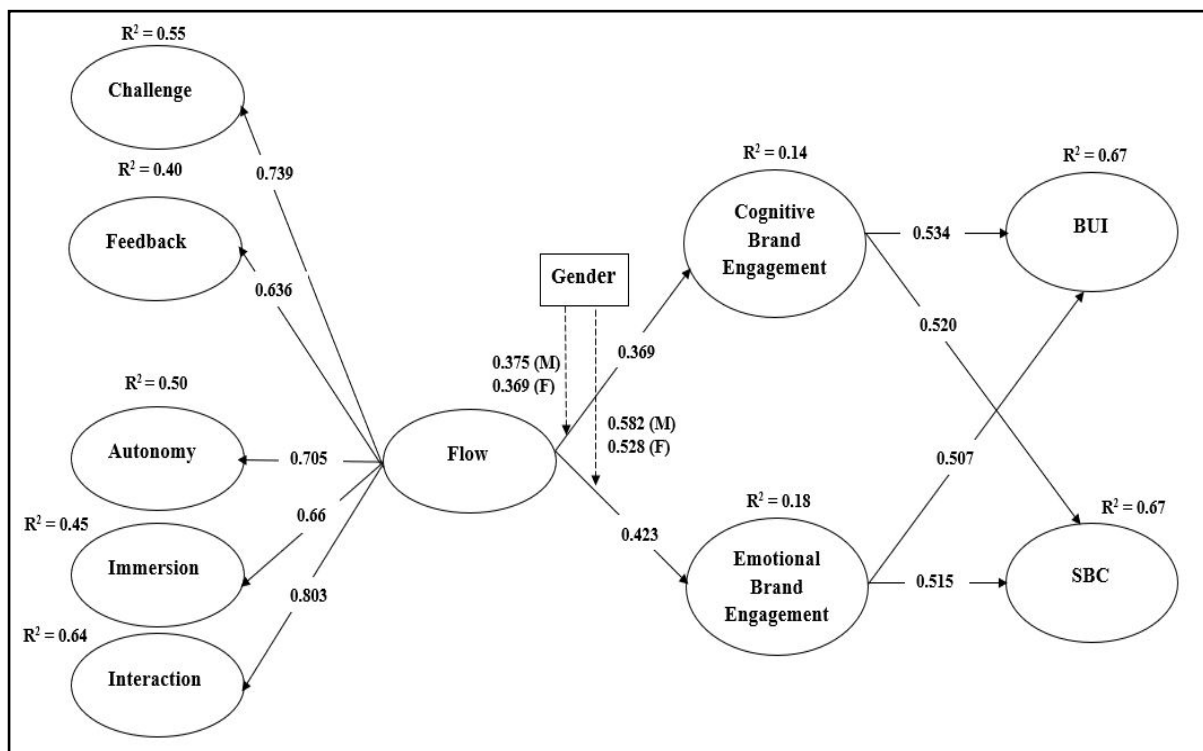 R² = 0.55
Challenge
R² = 0.40
Feedback
R² = 0.50
Autonomy
R² = 0.45
Immersion
R² = 0.64
Interaction
0.739
0.636
0.705
0.66
0.803
Flow
Gender
0.375 (M)
0.369 (F)
0.582 (M)
0.528 (F)
0.369
0.423
R² = 0.14
Cognitive
Brand
Engagement
R² = 0.18
Emotional
Brand
Engagement
0.534
0.520
0.507
0.515
R² = 0.67
BUI
R² = 0.67
SBC